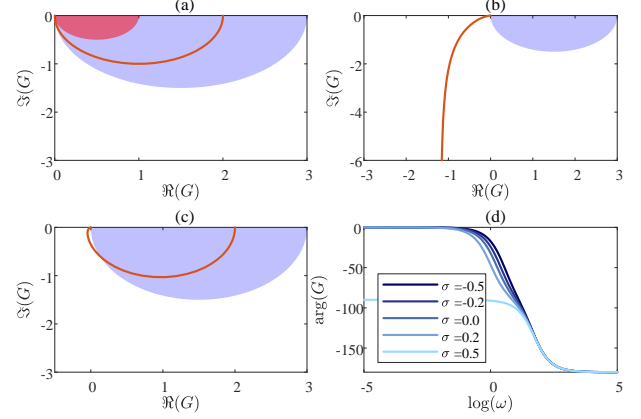 (a)
0
-1
-2
-3
ℑ(G)
0 1 2 3
ℜ(G)
(b)
0
-2
-4
-6
ℑ(G)
-3 -2 -1 0 1 2 3
ℜ(G)
(c)
0
-1
-2
-3
ℑ(G)
0 1 2 3
ℜ(G)
(d)
0
-50
-100
-150
arg(G)
σ =-0.5
σ =-0.2
σ =0.0
σ =0.2
σ =0.5
-5 0 5
log(ω)